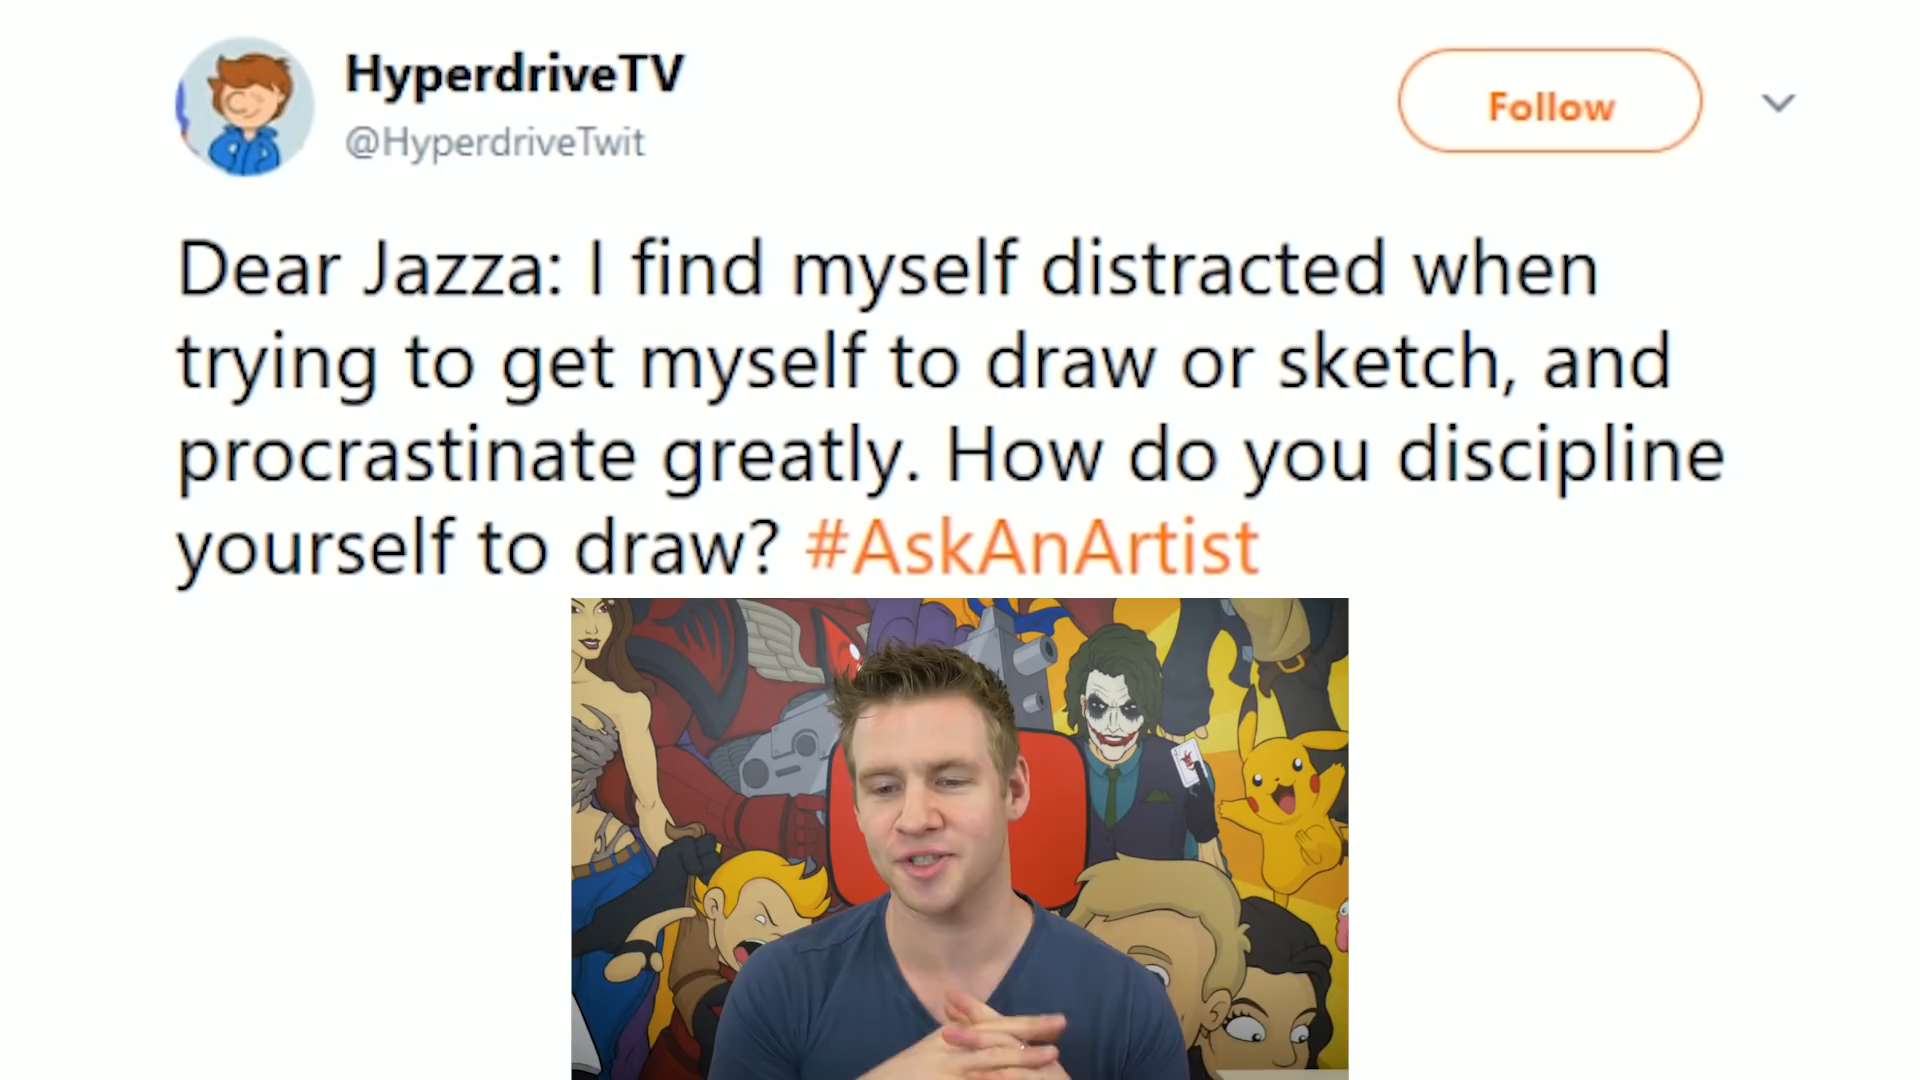 HyperdriveTV
@HyperdriveTwit
Follow
Dear Jazza: I find myself distracted when
trying to get myself to draw or sketch, and
procrastinate greatly. How do you discipline
yourself to draw? #AskAnArtist